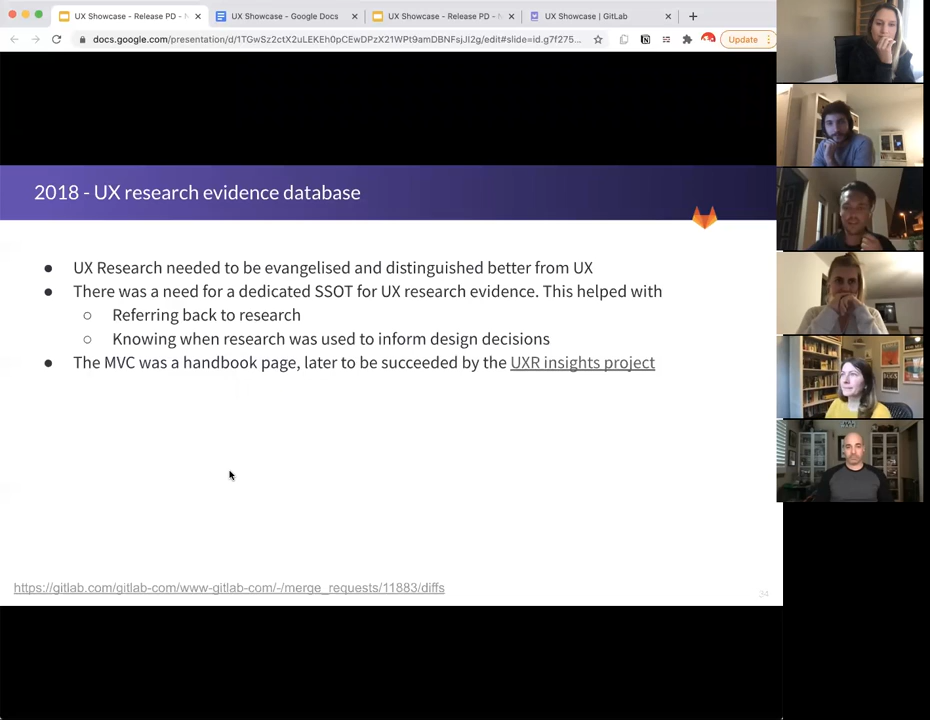 UX Showcase - Release PD -
UX Showcase - Google Docs
UX Showcase - Release PD -
UX Showcase | GitLab
docs.google.com/presentation/d/1TGwSz2ctX2uLEKEh0pCEwDPzX21WPt9amDBNFsjJI2g/edit#slide=id.g7f275...
Update
2018 - UX research evidence database
● UX Research needed to be evangelised and distinguished better from UX
● There was a need for a dedicated SSOT for UX research evidence. This helped with
○ Referring back to research
○ Knowing when research was used to inform design decisions
● The MVC was a handbook page, later to be succeeded by the UXR insights project
https://gitlab.com/gitlab-com/www-gitlab-com/-/merge_requests/11883/diffs
34